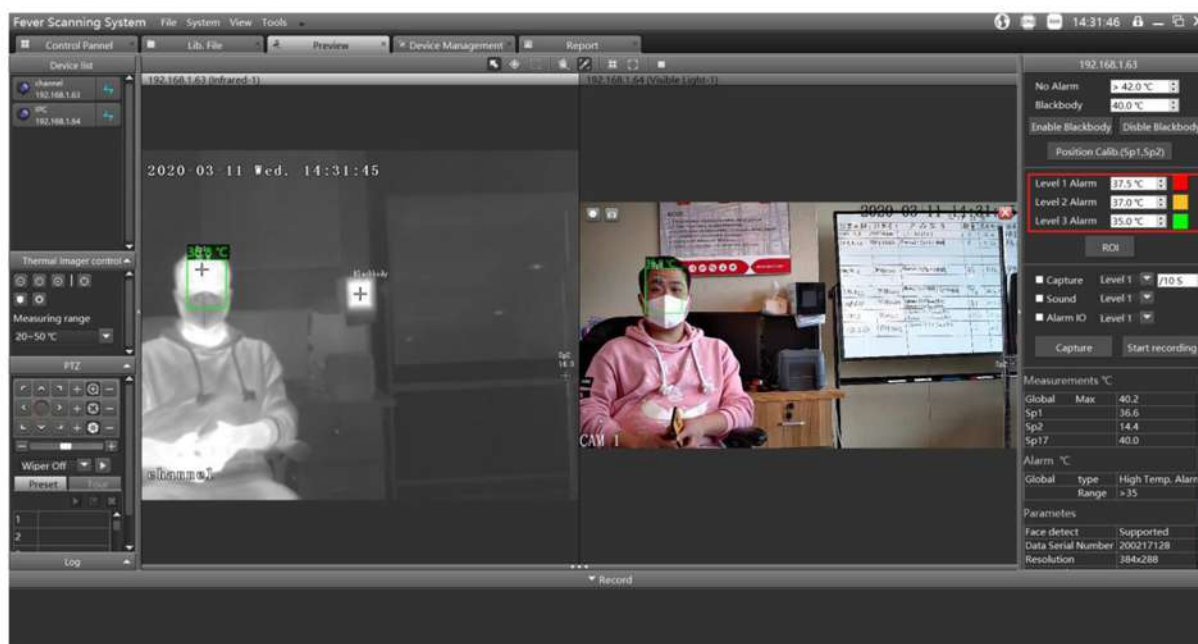 Fever Scanning System File System View Tools
14:31:46
Control Pannel
Lib. File
Preview
Device Management
Report
Device list
channel
192.168.1.63
IPC
192.168.1.64
Thermal Imager control
Measuring range
20~50 ℃
PTZ
Wiper Off
Preset
Tour
1
2
Log
192.168.1.63 (Infrared-1)
2020-03-11 Wed. 14:31:45
Blackbody
channel
192.168.1.64 (Visible Light-1)
2020-03-11 14:31
CAM 1
Record
192.168.1.63
No Alarm > 42.0 ℃
Blackbody 40.0 ℃
Enable Blackbody Disble Blackbody
Position Calib.(Sp1,Sp2)
Level 1 Alarm 37.5 ℃
Level 2 Alarm 37.0 ℃
Level 3 Alarm 35.0 ℃
ROI
Capture Level 1 /10 S
Sound Level 1
Alarm IO Level 1
Capture Start recording
Measurements ℃
Global Max 40.2
Sp1 36.6
Sp2 14.4
Sp17 40.0
Alarm ℃
Global type High Temp. Alarm
Range >35
Parametes
Face detect Supported
Data Serial Number 200217128
Resolution 384x288